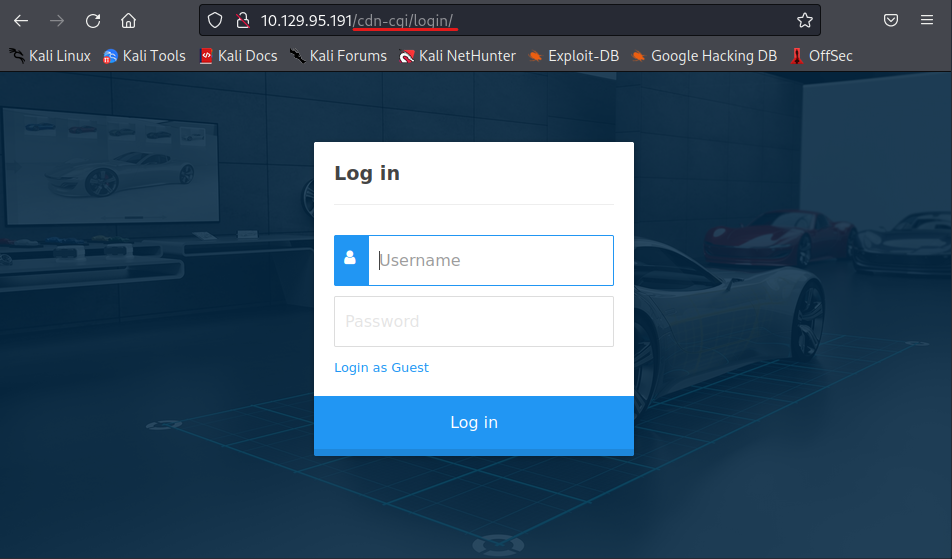 10.129.95.191/cdn-cgi/login/
Kali Linux Kali Tools Kali Docs Kali Forums Kali NetHunter Exploit-DB Google Hacking DB OffSec
Log in
Username
Password
Login as Guest
Log in